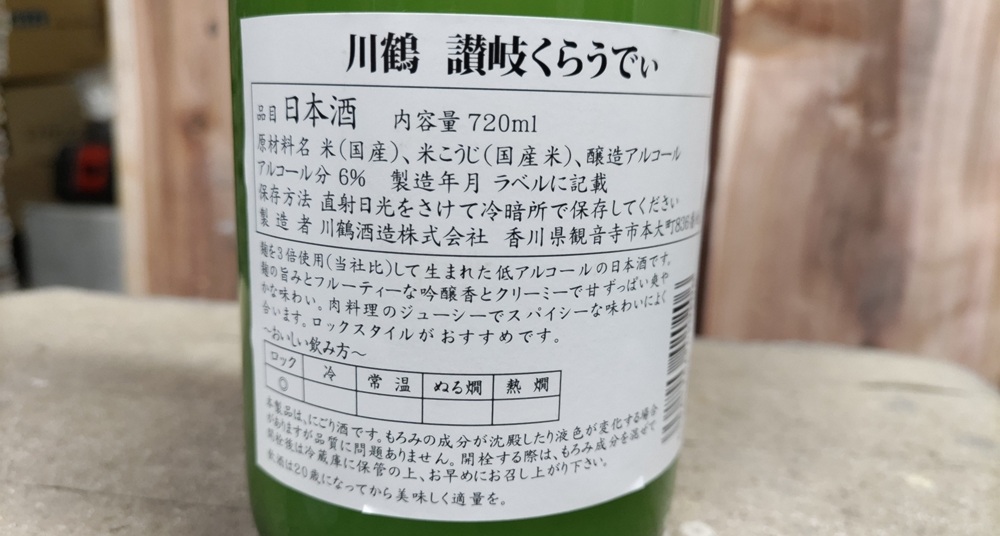 川鶴 讃岐くらうでぃ
品目 日本酒 内容量 720ml
原材料名 米(国産)、米こうじ(国産米)、醸造アルコール
アルコール分 6% 製造年月 ラベルに記載
保存方法 直射日光をさけて冷暗所で保存してください
製造者 川鶴酒造株式会社 香川県観音寺市本大町836番地
麹を3倍使用(当社比)して生まれた低アルコールの日本酒です。
麹の旨みとフルーティーな吟醸香とクリーミーで甘ずっぱい爽や
かな味わい。肉料理のジューシーでスパイシーな味わいによく
合います。ロックスタイルがおすすめです。
～おいしい飲み方～
ロック 冷 常温 ぬる燗 熱燗
◎
本製品は、にごり酒です。もろみの成分が沈殿したり液色が変化する場合
がありますが品質に問題ありません。開栓する際は、もろみ成分を混ぜて
開栓後は冷蔵庫に保管の上、お早めにお召し上がり下さい。
飲酒は20歳になってから美味しく適量を。